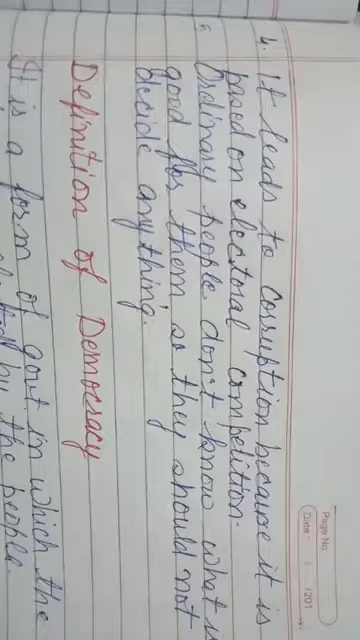 Page No.
Date: / /201
4. It leads to corruption because it is
based on electoral competition.
5. Ordinary people don't know what is
good for them so they should not
decide anything.
Definition of Democracy
It is a form of govt. in which the
elected by the people.